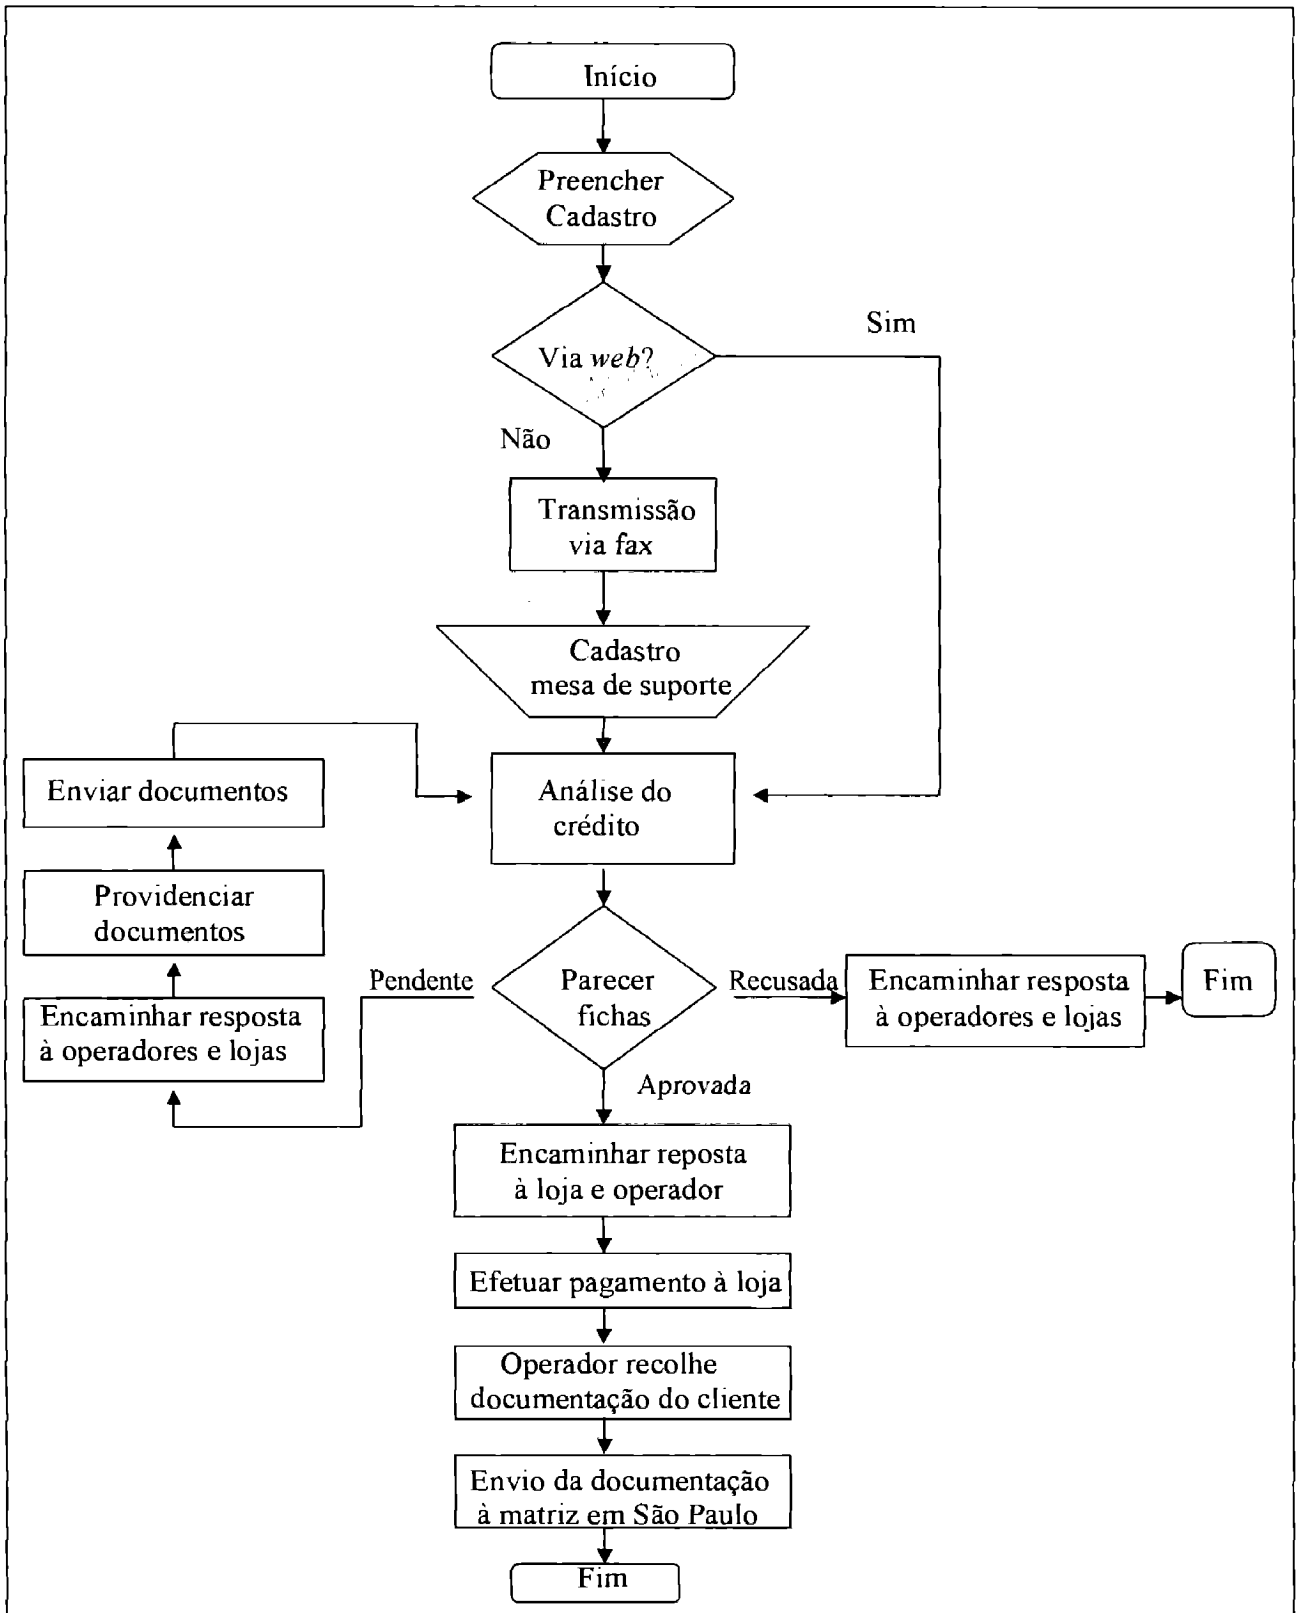 Início
Preencher
Cadastro
Sim
Via web?
Não
Transmissão
via fax
Cadastro
mesa de suporte
Enviar documentos
Análise do
crédito
Providenciar
documentos
Pendente
Parecer
fichas
Recusada
Encaminhar resposta
à operadores e lojas
Fim
Encaminhar resposta
à operadores e lojas
Aprovada
Encaminhar reposta
à loja e operador
Efetuar pagamento à loja
Operador recolhe
documentação do cliente
Envio da documentação
à matriz em São Paulo
Fim